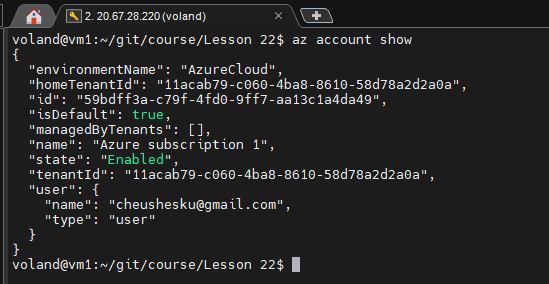 2. 20.67.28.220 (voland)
voland@vm1:~/git/course/Lesson 22$ az account show
{
  "environmentName": "AzureCloud",
  "homeTenantId": "11acab79-c060-4ba8-8610-58d78a2d2a0a",
  "id": "59bdff3a-c79f-4fd0-9ff7-aa13c1a4da49",
  "isDefault": true,
  "managedByTenants": [],
  "name": "Azure subscription 1",
  "state": "Enabled",
  "tenantId": "11acab79-c060-4ba8-8610-58d78a2d2a0a",
  "user": {
    "name": "cheushesku@gmail.com",
    "type": "user"
  }
}
voland@vm1:~/git/course/Lesson 22$